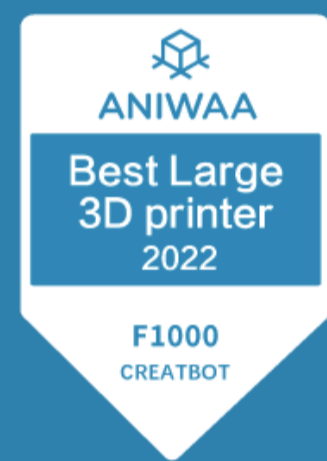 ANIWAA
Best Large
3D printer
2022
F1000
CREATBOT